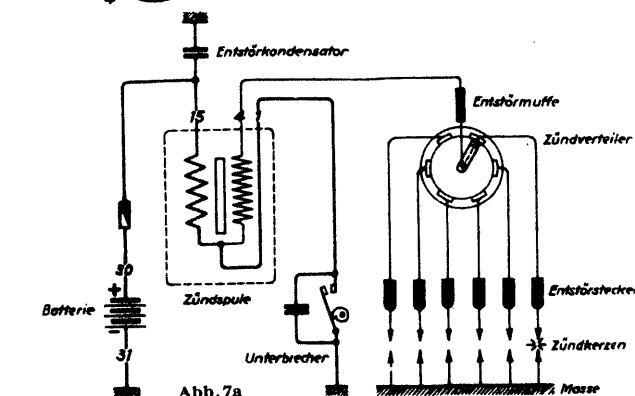 Entstörkondensator
15 4 1
Entstörmuffe
Zündverteiler
30
+
Batterie
-
31
Zündspule
Unterbrecher
Entstörstecker
Zündkerzen
Masse
Abb. 7a